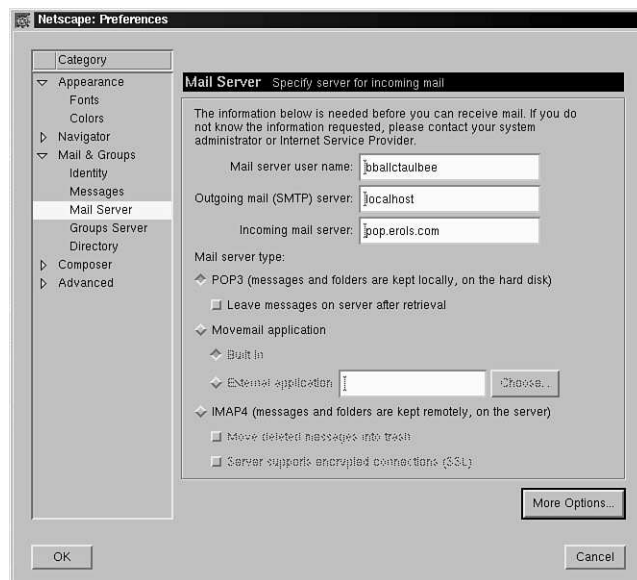 Netscape: Preferences
Category
Appearance
Fonts
Colors
Navigator
Mail & Groups
Identity
Messages
Mail Server
Groups Server
Directory
Composer
Advanced
Mail Server Specify server for incoming mail
The information below is needed before you can receive mail. If you do
not know the information requested, please contact your system
administrator or Internet Service Provider.
Mail server user name: bballctaulbee
Outgoing mail (SMTP) server: localhost
Incoming mail server: pop.erols.com
Mail server type:
POP3 (messages and folders are kept locally, on the hard disk)
Leave messages on server after retrieval
Movemail application
Built In
External application Choose...
IMAP4 (messages and folders are kept remotely, on the server)
Move deleted messages into trash
Server supports encrypted connections (SSL)
More Options...
OK
Cancel